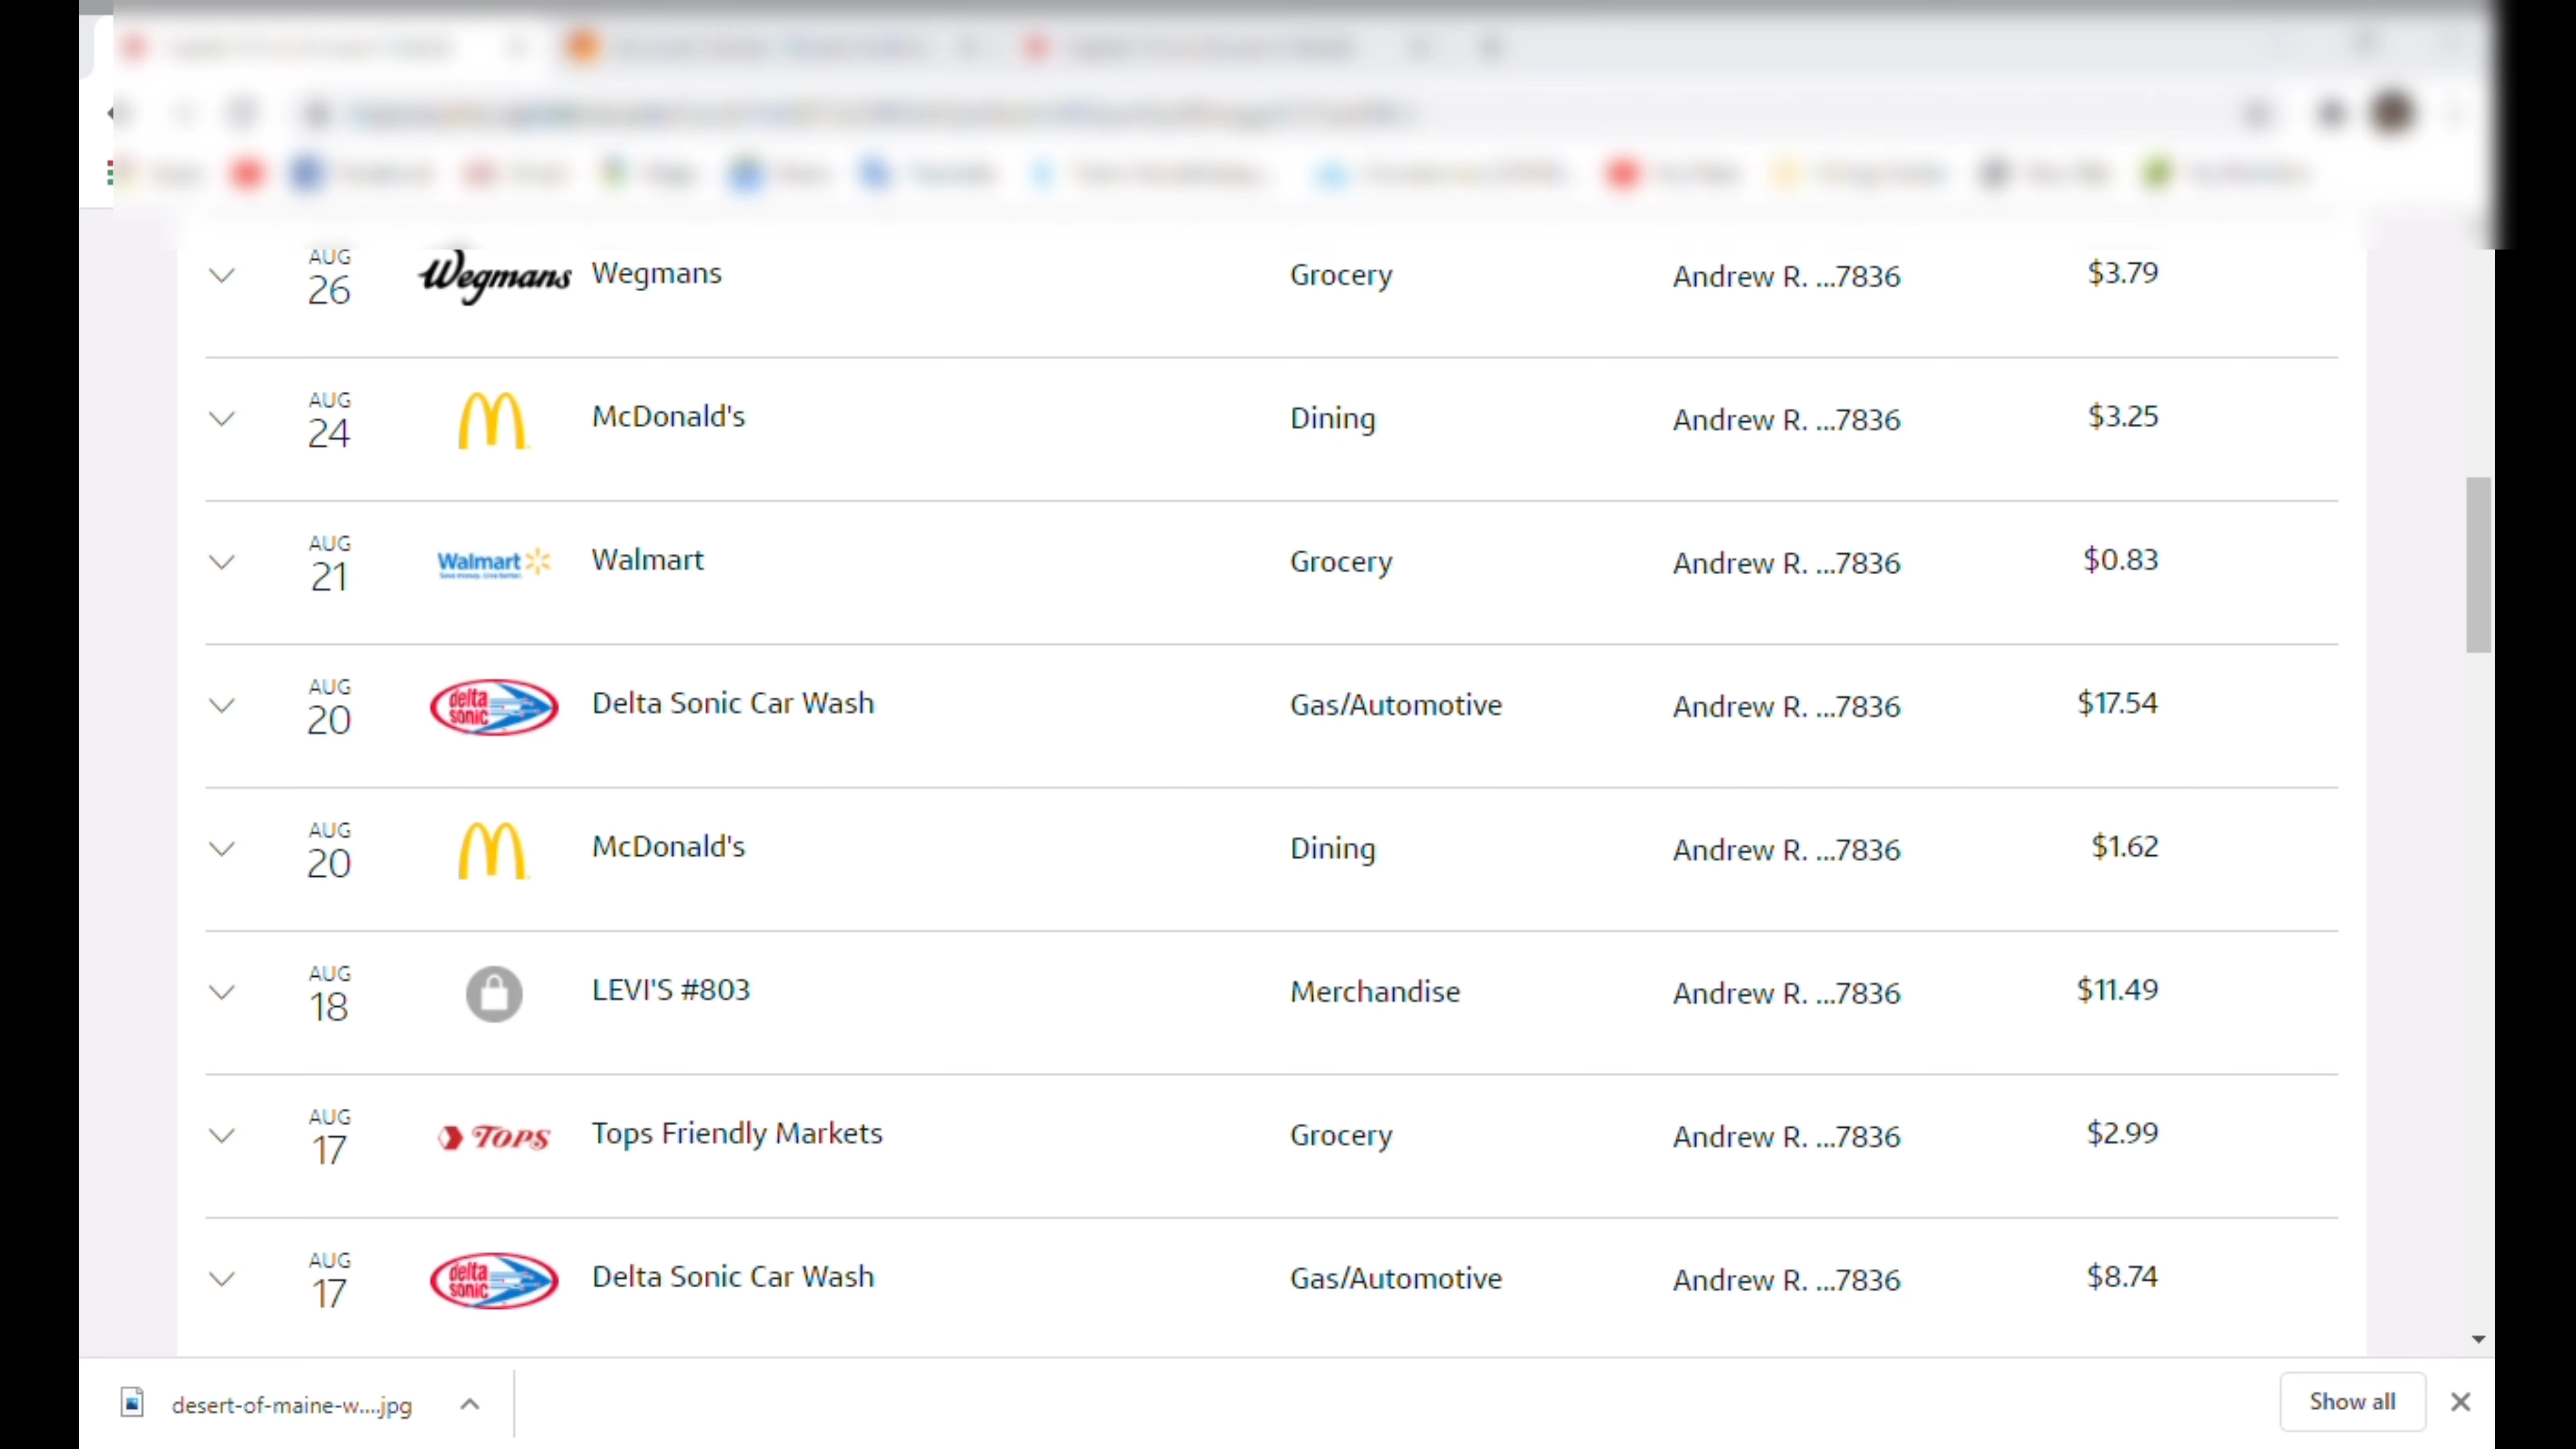 AUG
26 Wegmans Wegmans Grocery Andrew R. ...7836 $3.79
AUG
24 McDonald's Dining Andrew R. ...7836 $3.25
AUG
21 Walmart Save money. Live better. Walmart Grocery Andrew R. ...7836 $0.83
AUG
20 delta sonic Delta Sonic Car Wash Gas/Automotive Andrew R. ...7836 $17.54
AUG
20 McDonald's Dining Andrew R. ...7836 $1.62
AUG
18 LEVI'S #803 Merchandise Andrew R. ...7836 $11.49
AUG
17 TOPS Tops Friendly Markets Grocery Andrew R. ...7836 $2.99
AUG
17 delta sonic Delta Sonic Car Wash Gas/Automotive Andrew R. ...7836 $8.74
desert-of-maine-w....jpg Show all